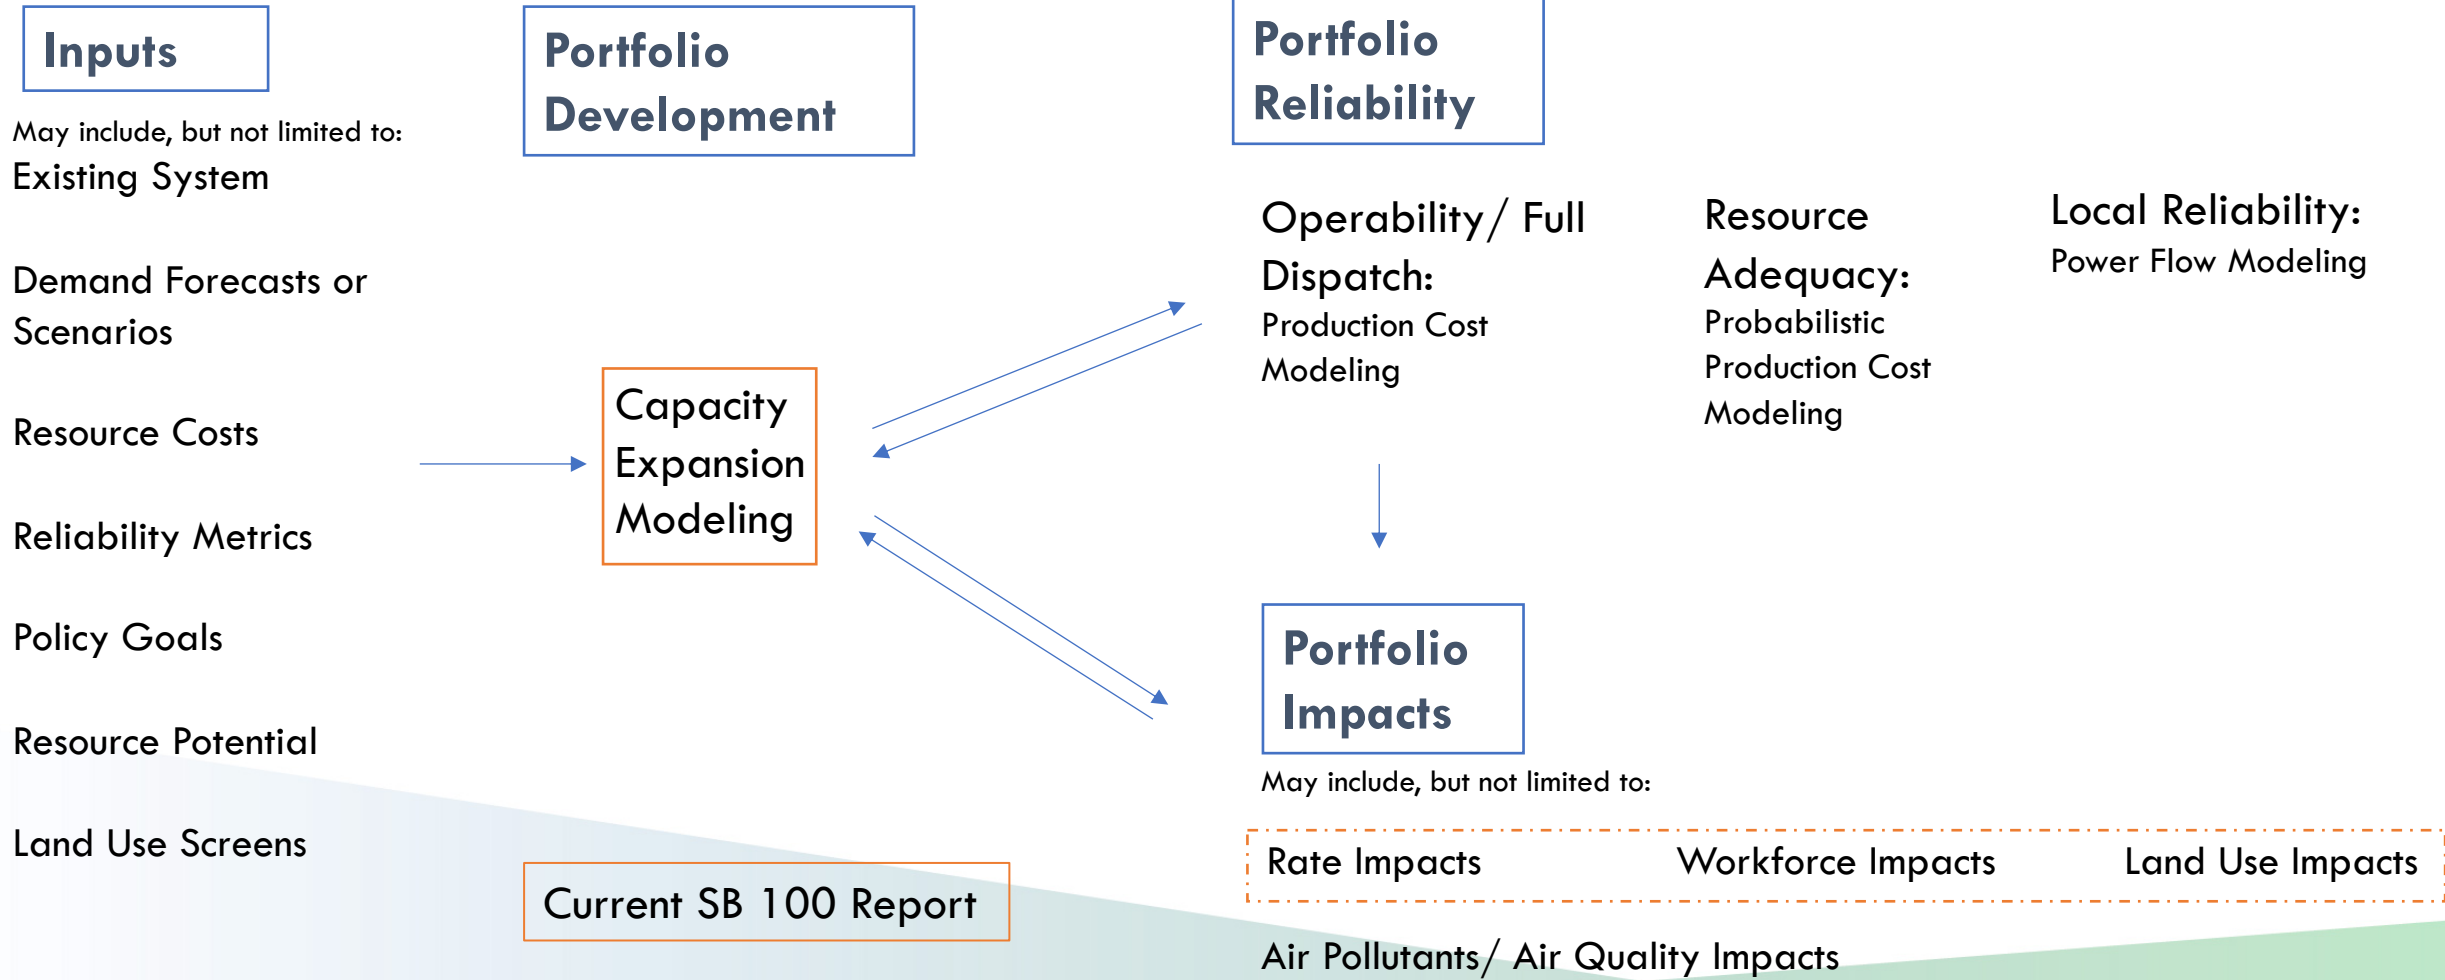 Inputs
May include, but not limited to:
Existing System
Demand Forecasts or
Scenarios
Resource Costs
Reliability Metrics
Policy Goals
Resource Potential
Land Use Screens
Portfolio
Development
Capacity
Expansion
Modeling
Current SB 100 Report
Portfolio
Reliability
Operability/ Full
Dispatch:
Production Cost
Modeling
Resource
Adequacy:
Probabilistic
Production Cost
Modeling
Local Reliability:
Power Flow Modeling
Portfolio
Impacts
May include, but not limited to:
Rate Impacts
Workforce Impacts
Land Use Impacts
Air Pollutants/ Air Quality Impacts